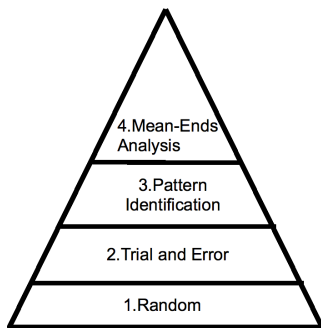 4.Mean-Ends
Analysis
3.Pattern
Identification
2.Trial and Error
1.Random